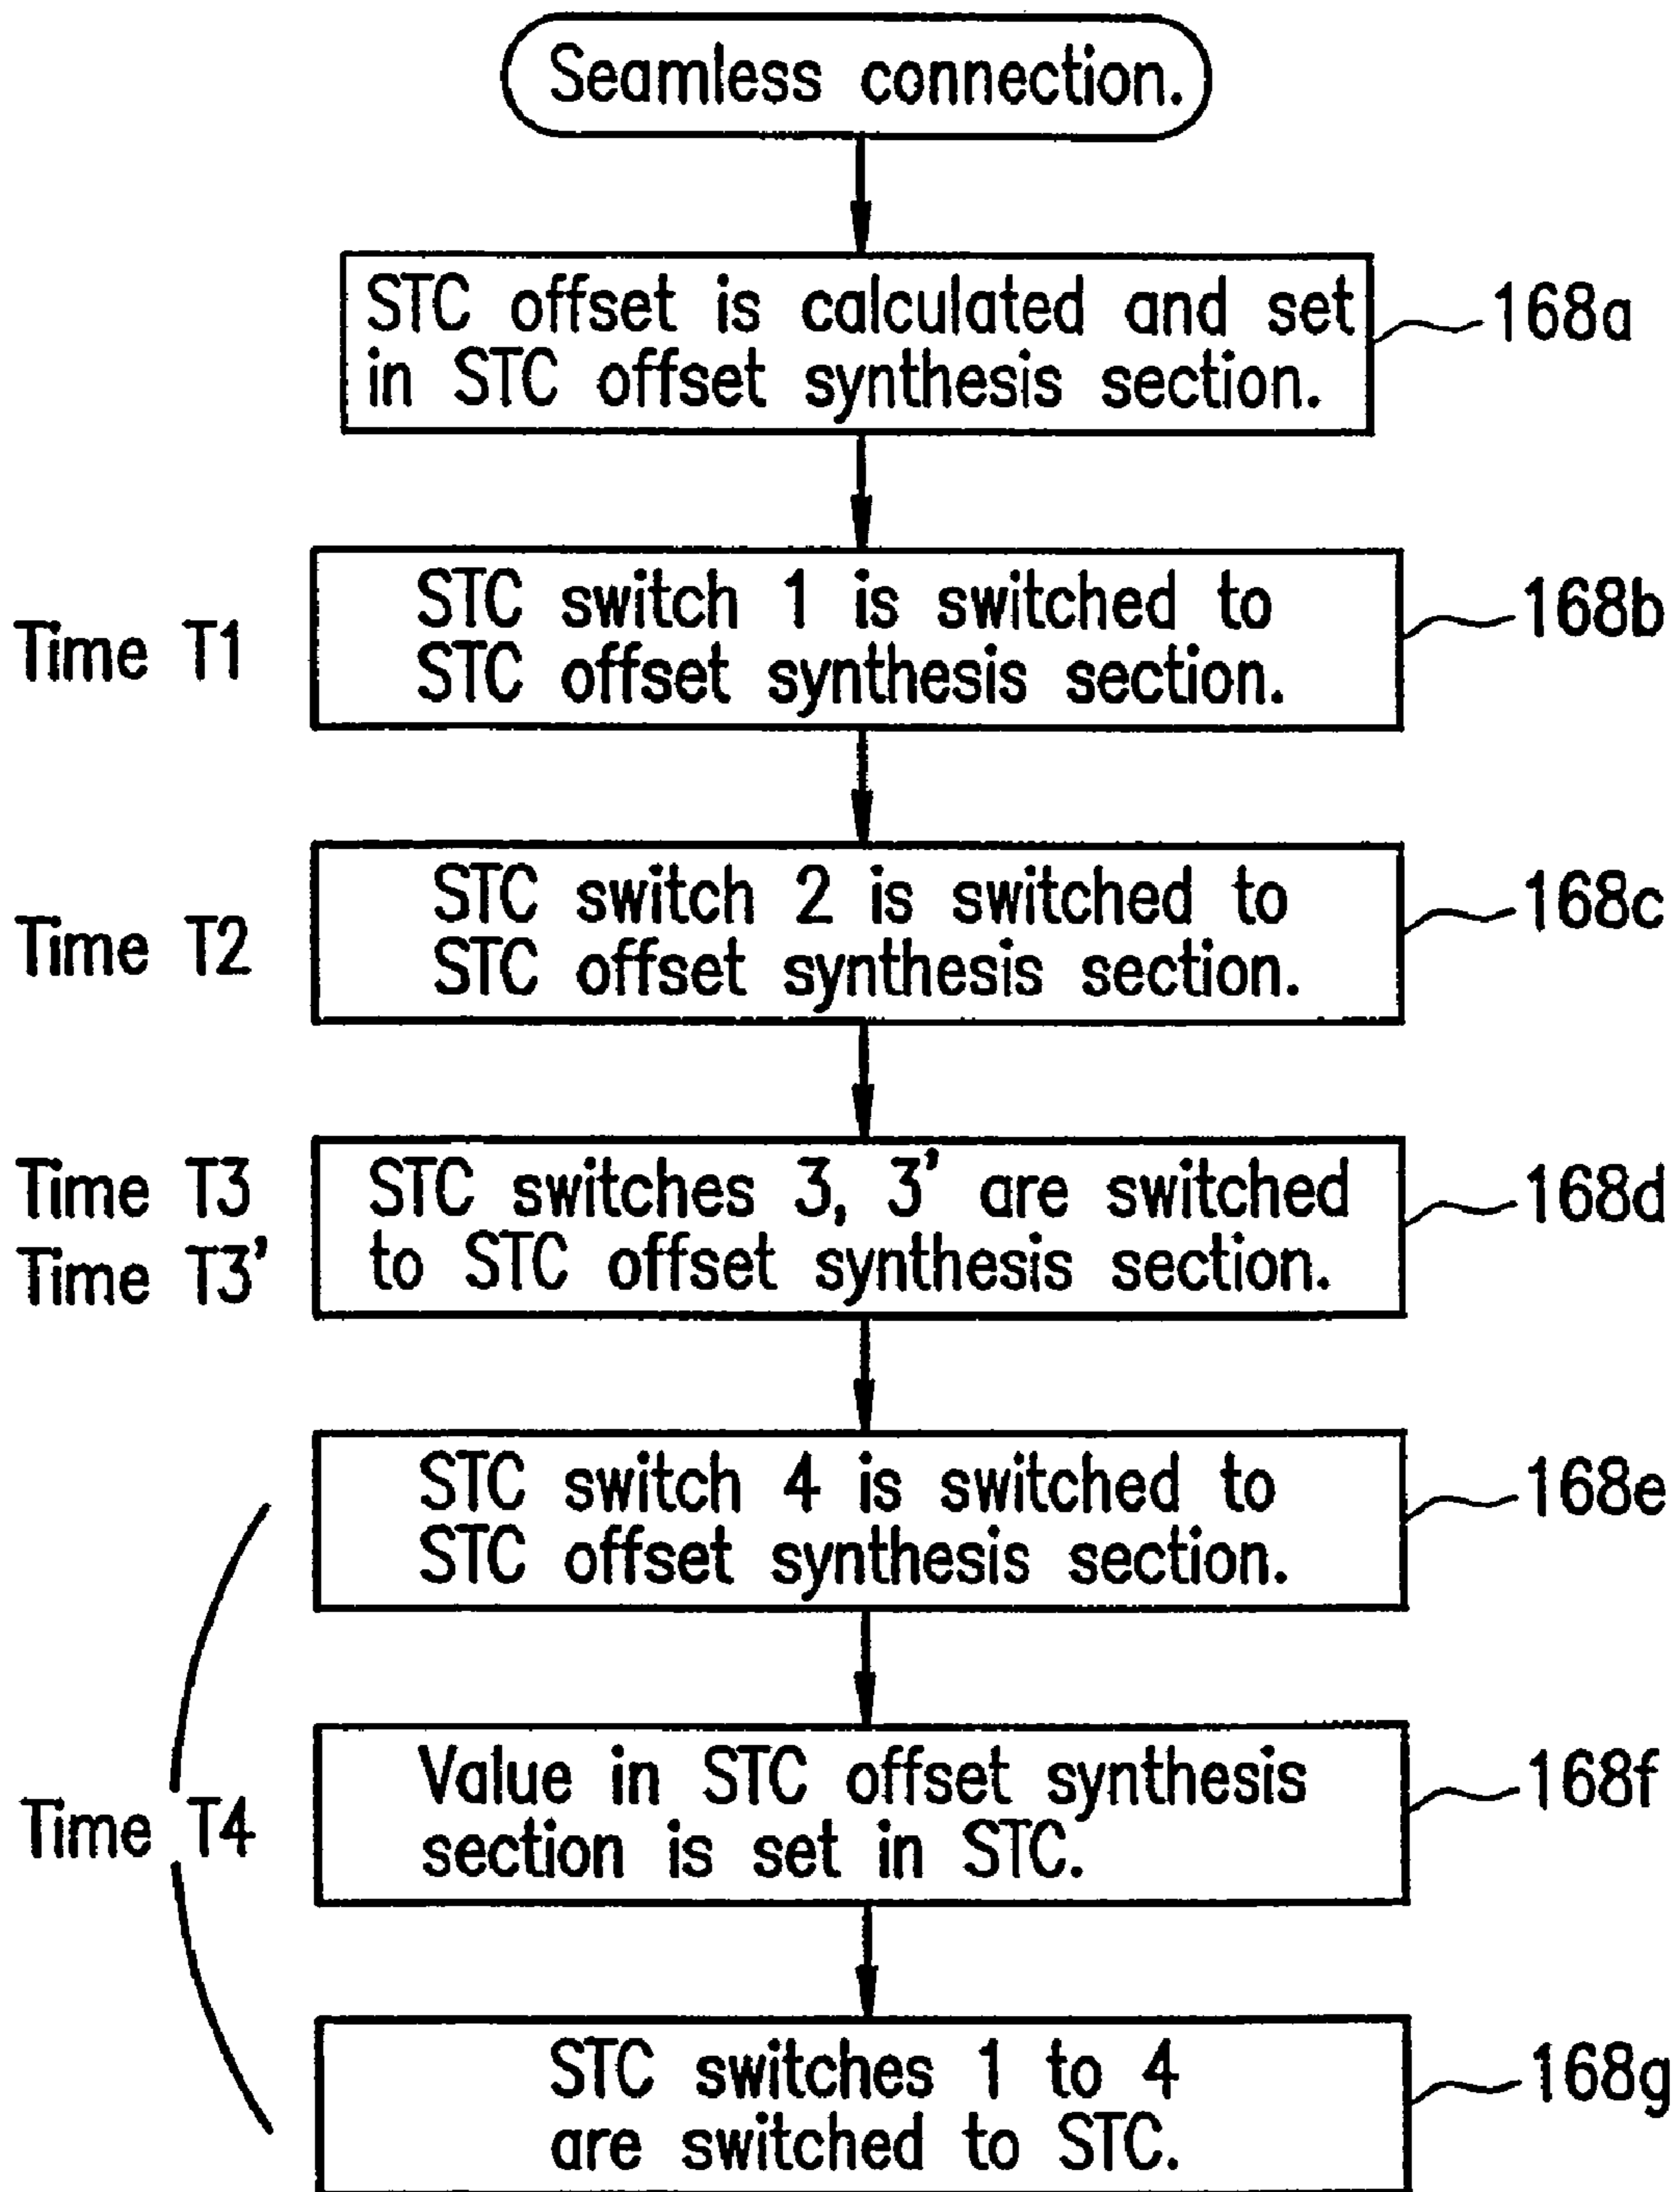 Seamless connection.
STC offset is calculated and set
in STC offset synthesis section.
168a
Time T1
STC switch 1 is switched to
STC offset synthesis section.
168b
Time T2
STC switch 2 is switched to
STC offset synthesis section.
168c
Time T3
Time T3'
STC switches 3, 3' are switched
to STC offset synthesis section.
168d
STC switch 4 is switched to
STC offset synthesis section.
168e
Time T4
Value in STC offset synthesis
section is set in STC.
168f
STC switches 1 to 4
are switched to STC.
168g